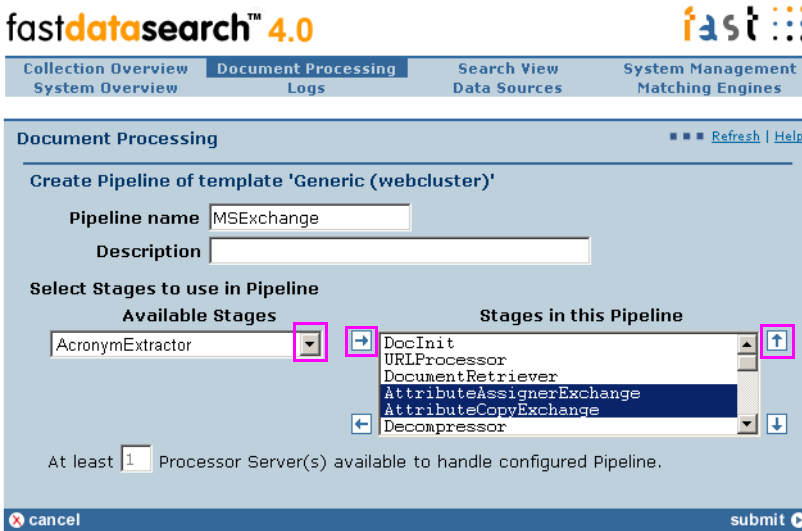 fastdatasearch™ 4.0 fast
Collection Overview Document Processing Search View System Management
System Overview Logs Data Sources Matching Engines
Document Processing Refresh | Help
Create Pipeline of template 'Generic (webcluster)'
Pipeline name MSExchange
Description
Select Stages to use in Pipeline
Available Stages Stages in this Pipeline
AcronymExtractor
DocInit
URLProcessor
DocumentRetriever
AttributeAssignerExchange
AttributeCopyExchange
Decompressor
At least 1 Processor Server(s) available to handle configured Pipeline.
cancel submit